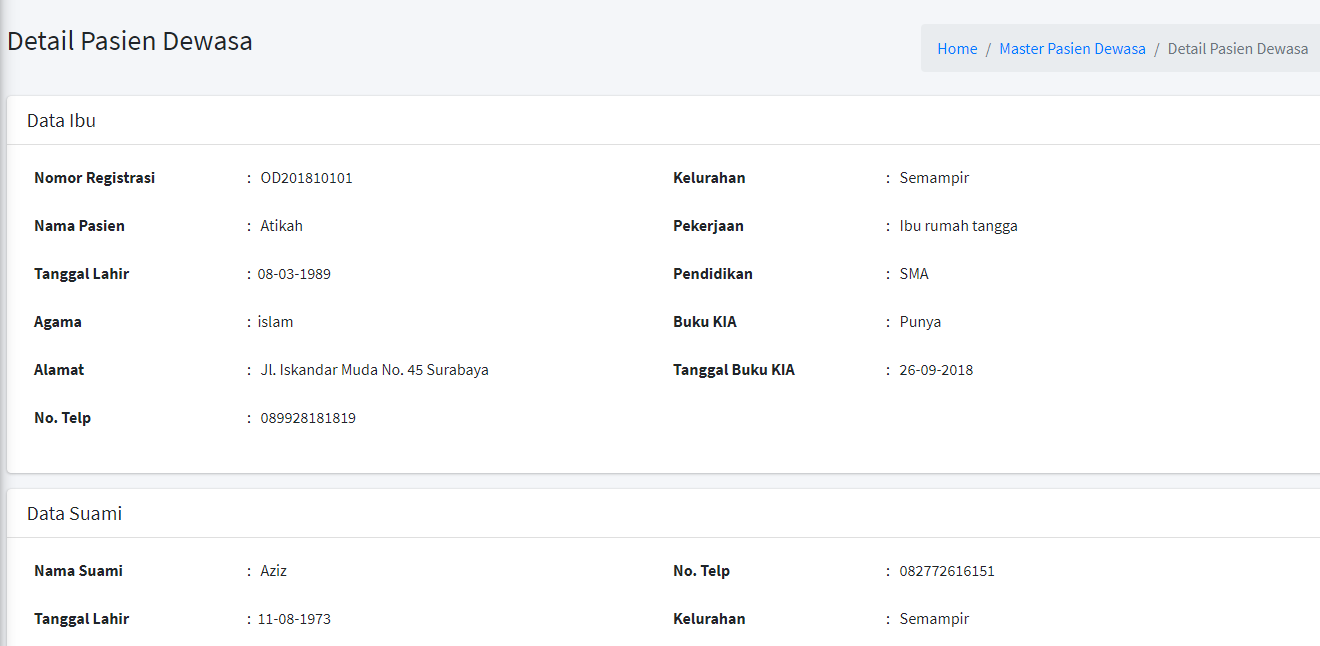 Detail Pasien Dewasa
Home / Master Pasien Dewasa / Detail Pasien Dewasa
Data Ibu
Nomor Registrasi : OD201810101 Kelurahan : Semampir
Nama Pasien : Atikah Pekerjaan : Ibu rumah tangga
Tanggal Lahir : 08-03-1989 Pendidikan : SMA
Agama : islam Buku KIA : Punya
Alamat : Jl. Iskandar Muda No. 45 Surabaya Tanggal Buku KIA : 26-09-2018
No. Telp : 089928181819
Data Suami
Nama Suami : Aziz No. Telp : 082772616151
Tanggal Lahir : 11-08-1973 Kelurahan : Semampir